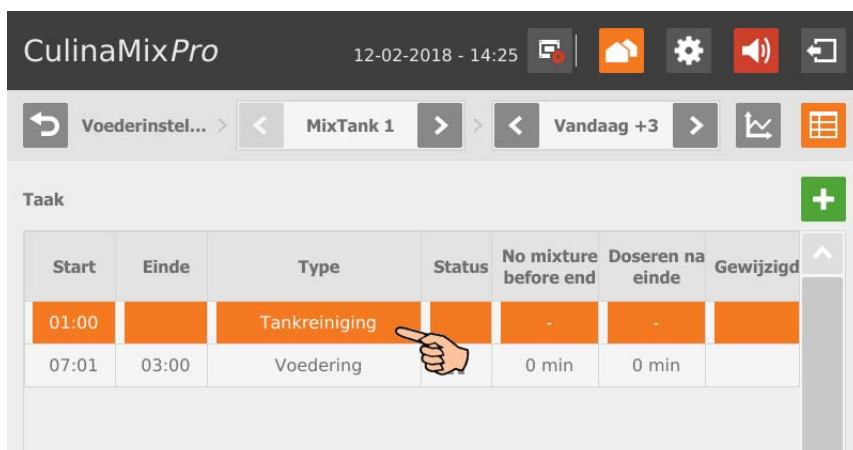 CulinaMixPro 12-02-2018 - 14:25
Voederinstel... > MixTank 1 > Vandaag +3
Taak
Start Einde Type Status No mixture before end Doseren na einde Gewijzigd
01:00 Tankreiniging - -
07:01 03:00 Voedering 0 min 0 min